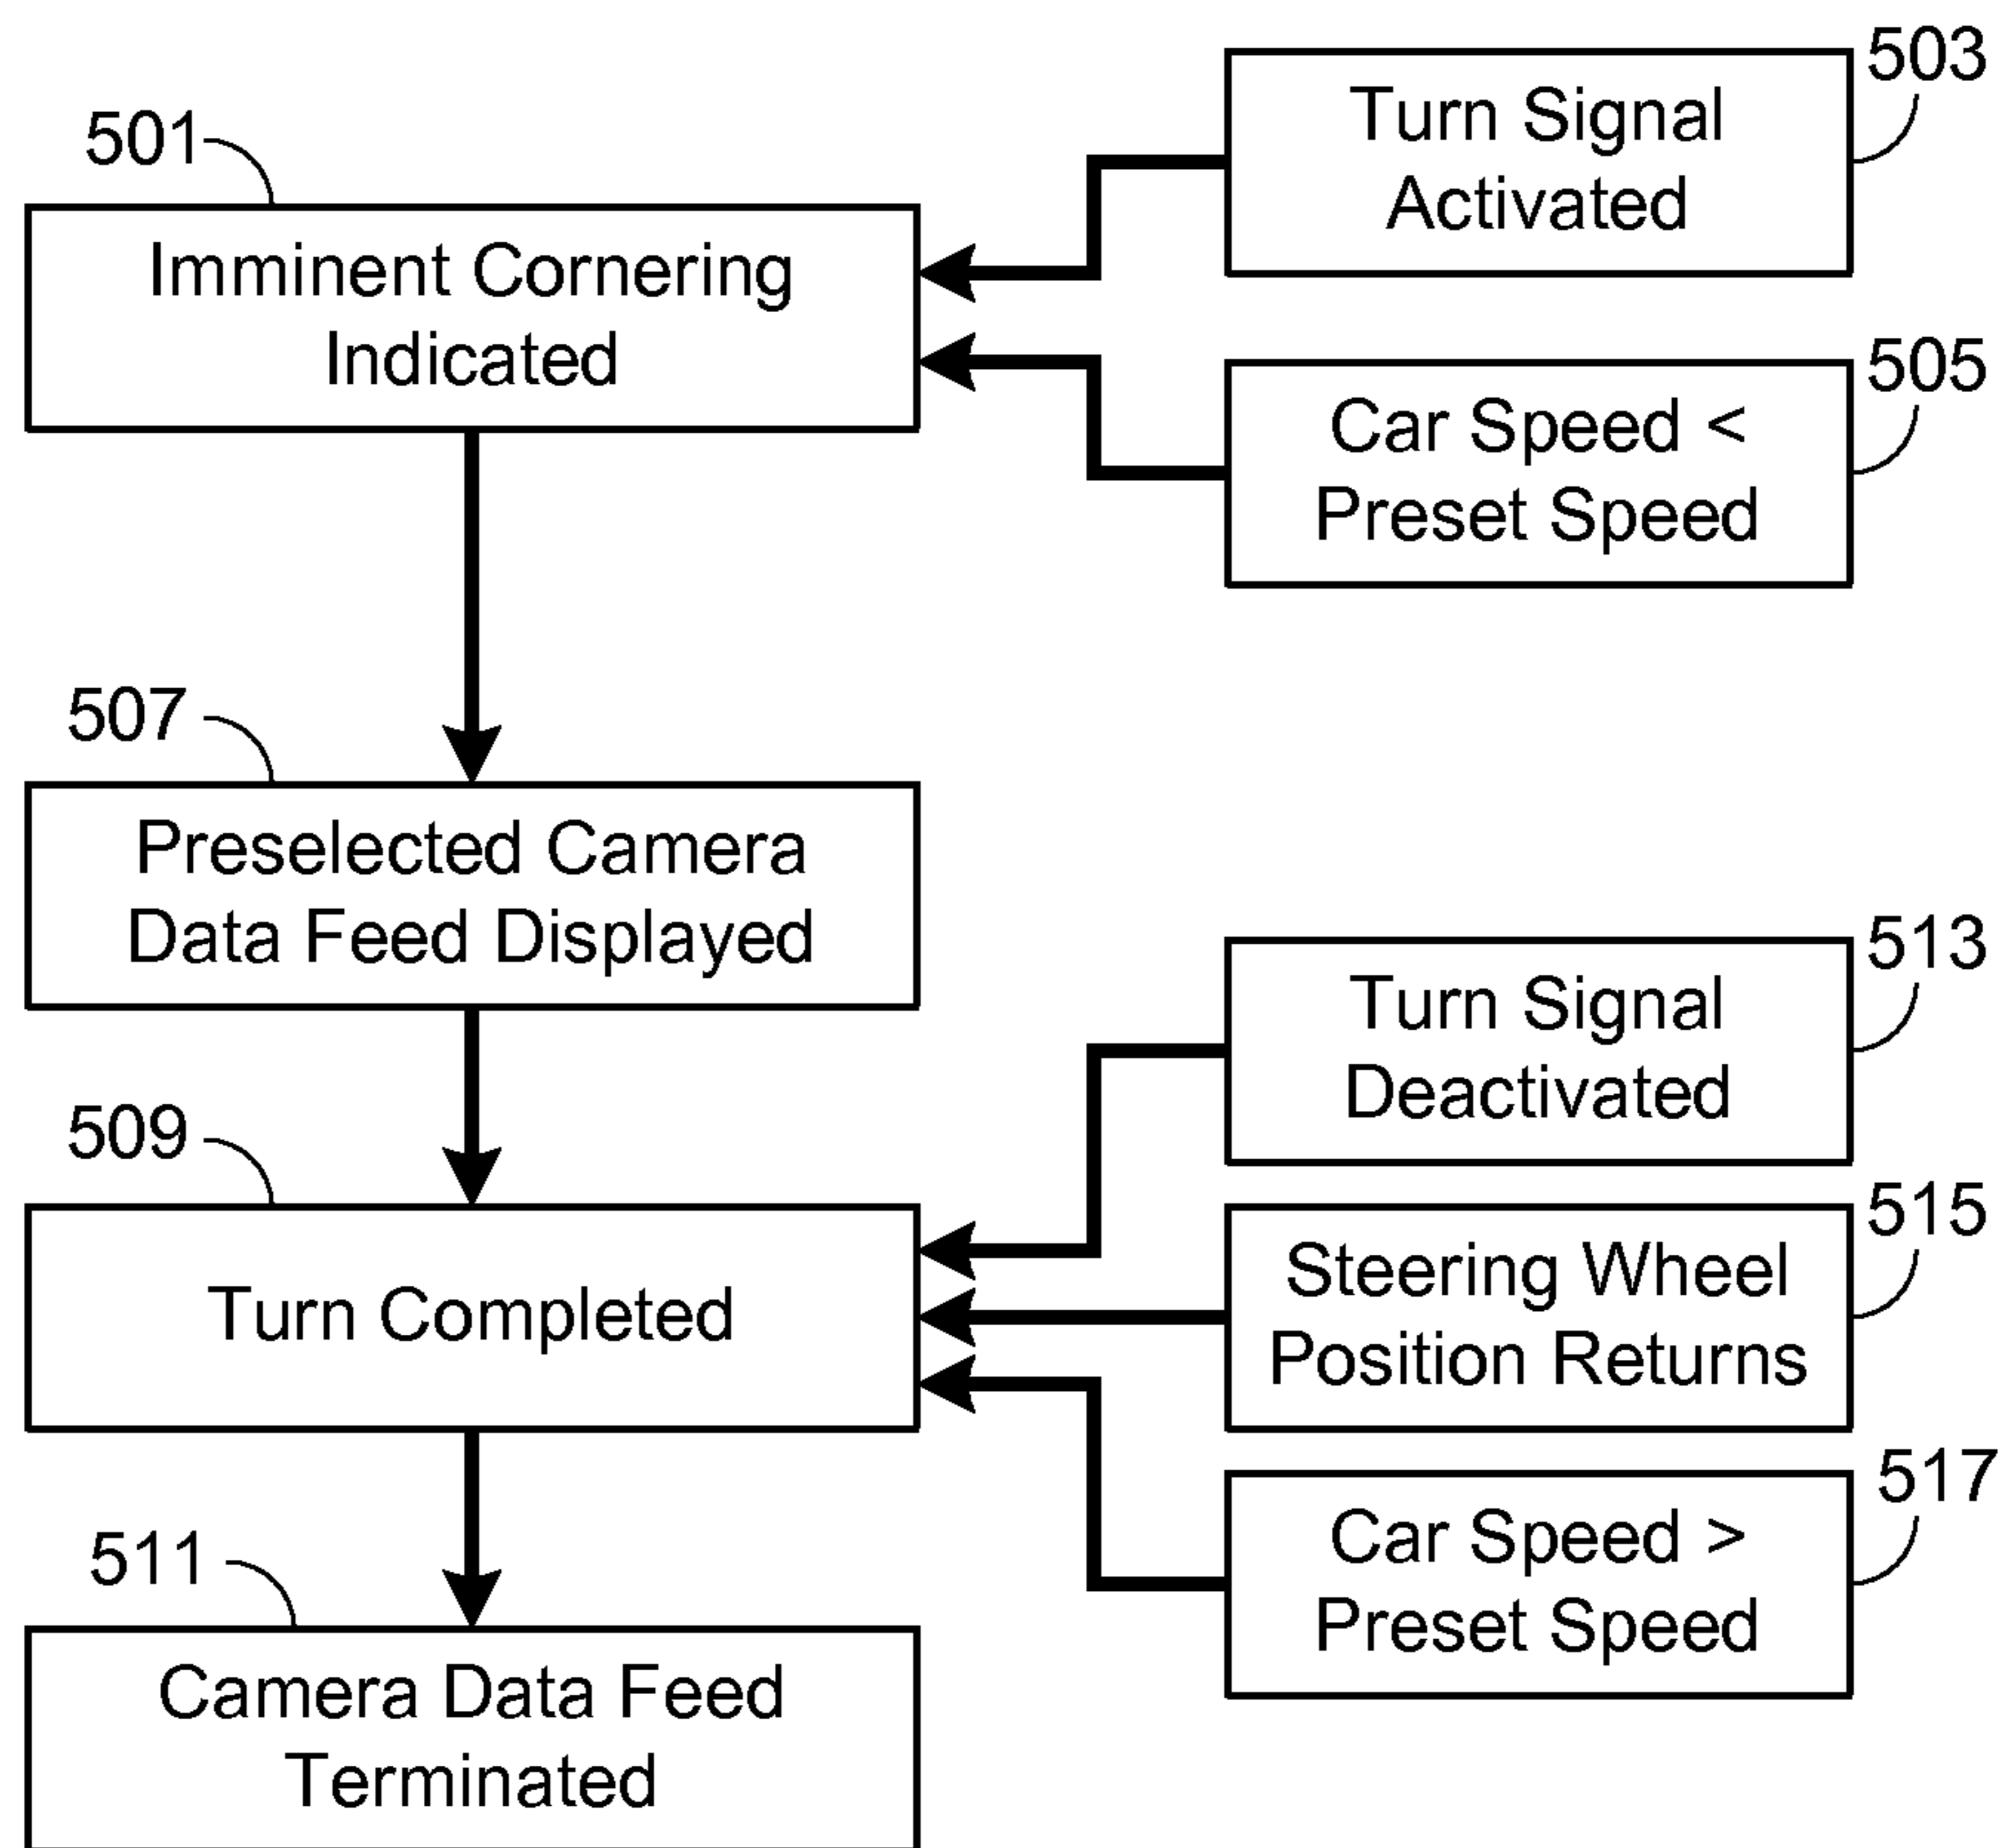 503
Turn Signal
Activated
501
Imminent Cornering
Indicated
505
Car Speed <
Preset Speed
507
Preselected Camera
Data Feed Displayed
513
Turn Signal
Deactivated
509
Turn Completed
515
Steering Wheel
Position Returns
517
Car Speed >
Preset Speed
511
Camera Data Feed
Terminated